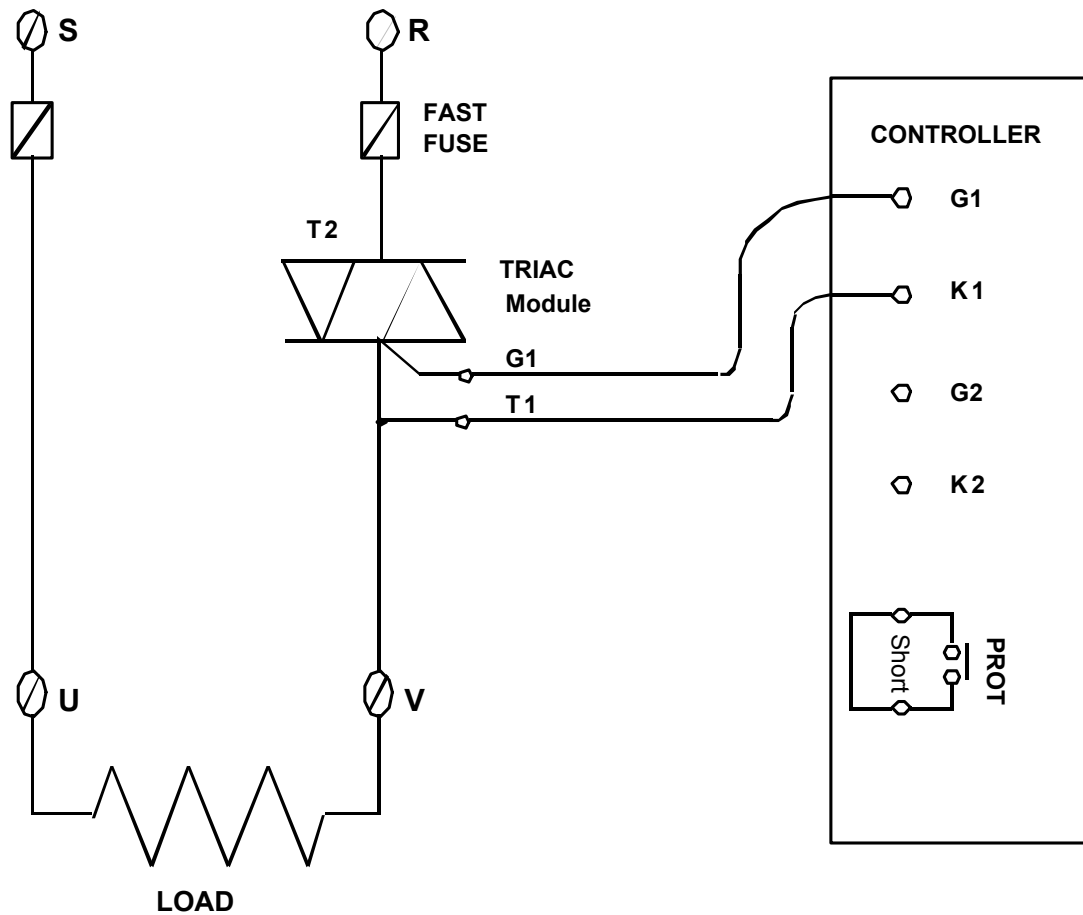 S
R
FAST
FUSE
CONTROLLER
G1
T2
TRIAC
Module
K1
G1
T1
G2
K2
Short
PROT
U
V
LOAD